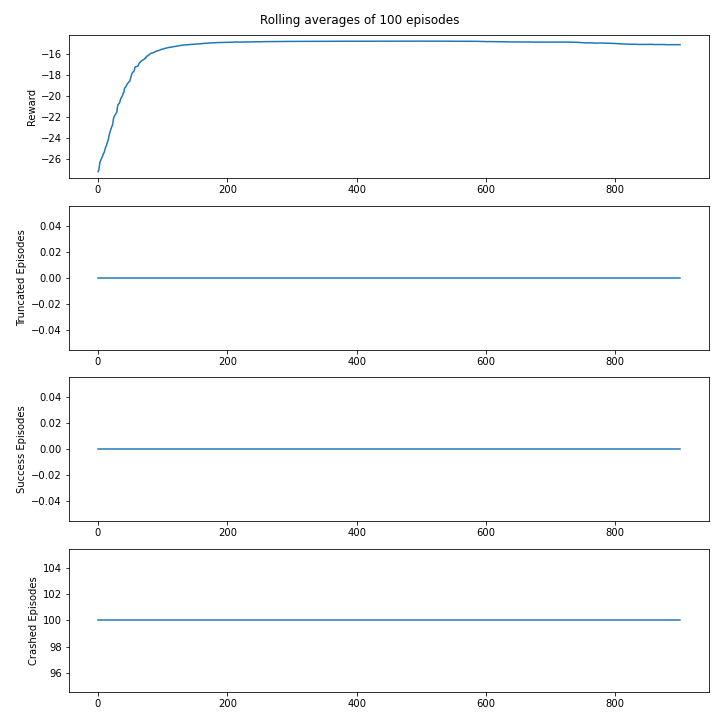 Rolling averages of 100 episodes
−16
−18
−20
−22
−24
−26
Reward
0 200 400 600 800
0.04
0.02
0.00
−0.02
−0.04
Truncated Episodes
0 200 400 600 800
0.04
0.02
0.00
−0.02
−0.04
Success Episodes
0 200 400 600 800
104
102
100
98
96
Crashed Episodes
0 200 400 600 800